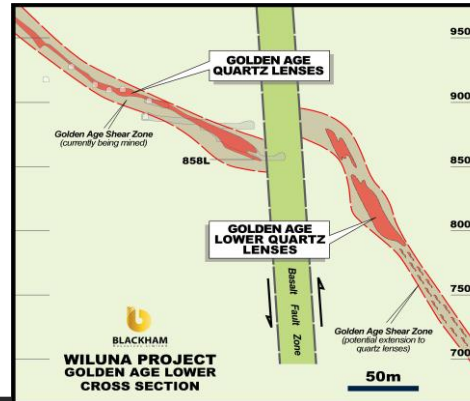 950
GOLDEN AGE
QUARTZ LENSES
900
Golden Age Shear Zone
(currently being mined)
858L
850
GOLDEN AGE
LOWER QUARTZ
LENSES
800
Basalt Fault Zone
750
Golden Age Shear Zone
(potential extension to
quartz lenses)
700
BLACKHAM
WILUNA PROJECT
GOLDEN AGE LOWER
CROSS SECTION
50m